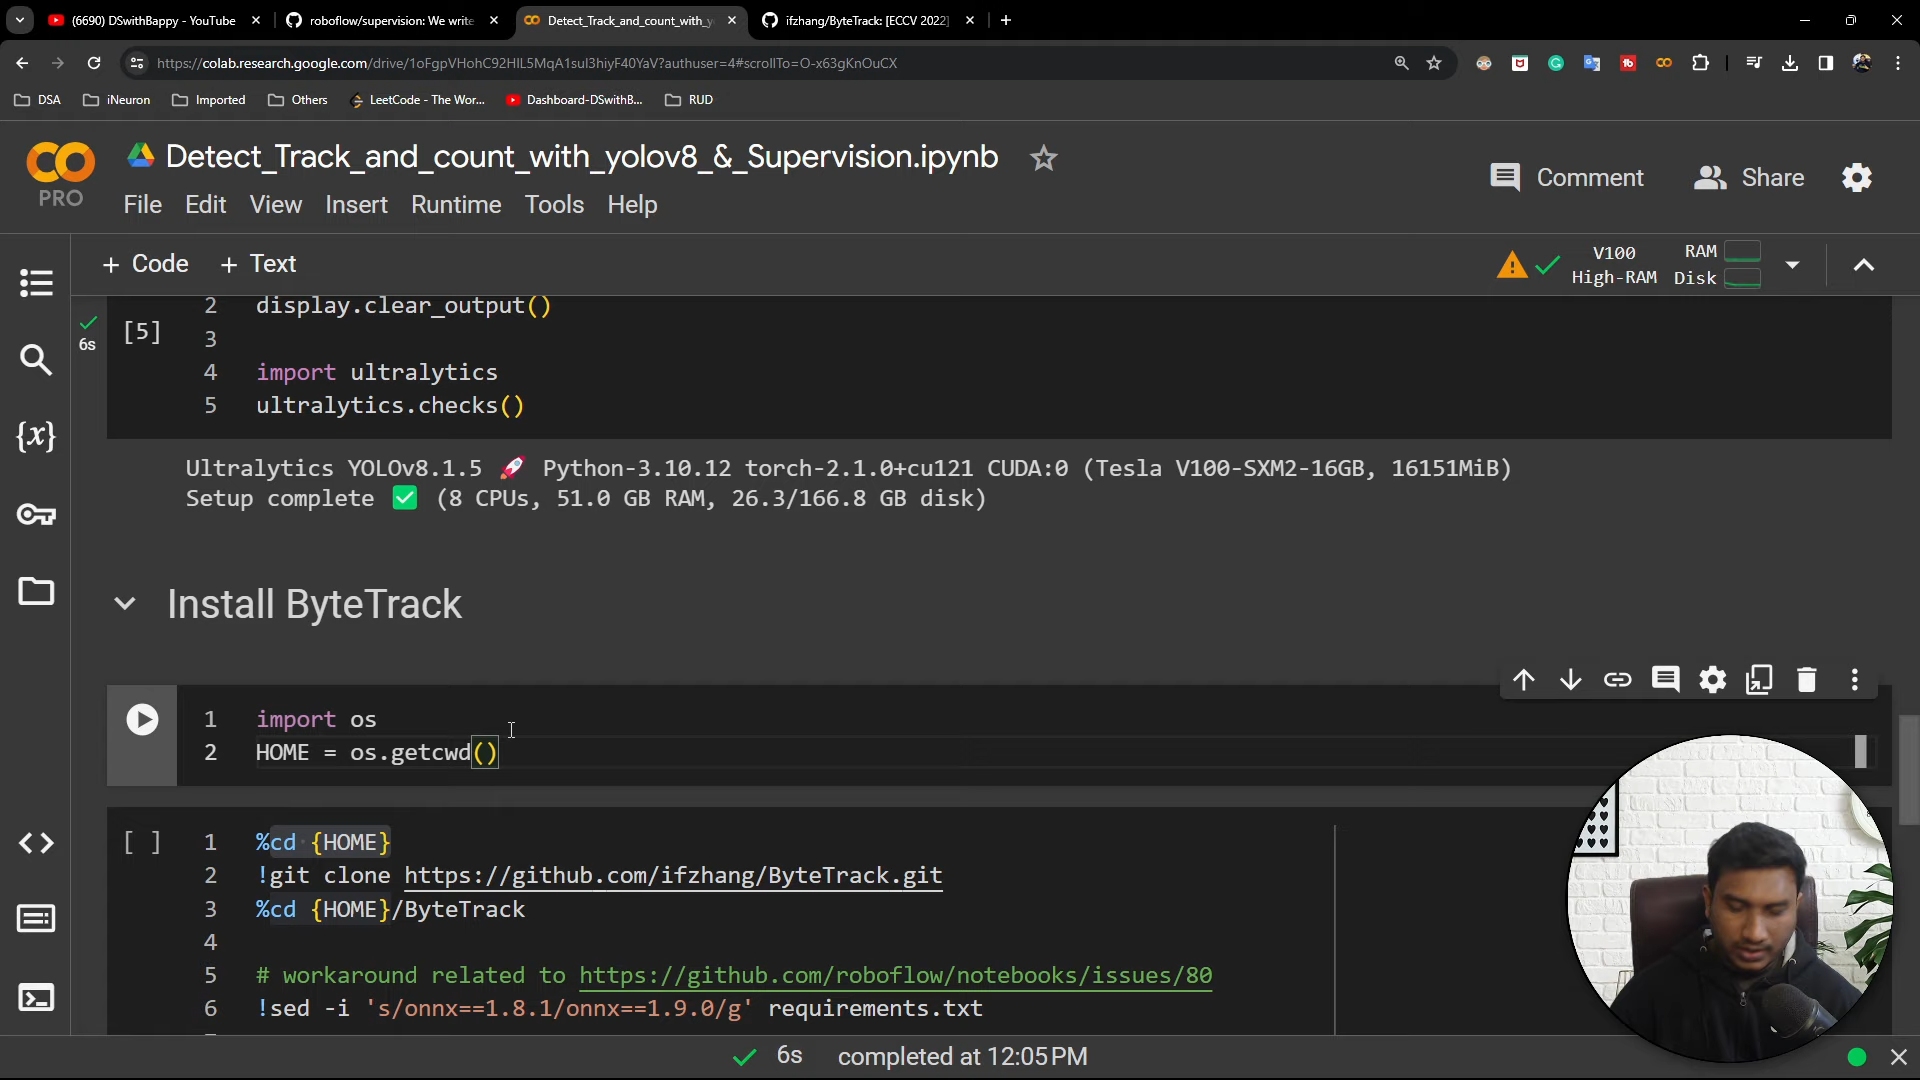 (6690) DSwithBappy - YouTube
roboflow/supervision: We write
Detect_Track_and_count_with_y
ifzhang/ByteTrack: [ECCV 2022]
https://colab.research.google.com/drive/1oFgpVHohC92HIL5MqA1sul3hiyF40YaV?authuser=4#scrollTo=O-x63gKnOuCX
DSA
iNeuron
Imported
Others
LeetCode - The Wor...
Dashboard-DSwithB...
RUD
PRO
Detect_Track_and_count_with_yolov8_&_Supervision.ipynb
File Edit View Insert Runtime Tools Help
Comment
Share
+ Code + Text
V100
High-RAM
RAM
Disk
[5]
6s
2 display.clear_output()
3
4 import ultralytics
5 ultralytics.checks()
Ultralytics YOLOv8.1.5 🚀 Python-3.10.12 torch-2.1.0+cu121 CUDA:0 (Tesla V100-SXM2-16GB, 16151MiB)
Setup complete ✅ (8 CPUs, 51.0 GB RAM, 26.3/166.8 GB disk)
Install ByteTrack
1 import os
2 HOME = os.getcwd()
[ ]
1 %cd {HOME}
2 !git clone https://github.com/ifzhang/ByteTrack.git
3 %cd {HOME}/ByteTrack
4
5 # workaround related to https://github.com/roboflow/notebooks/issues/80
6 !sed -i 's/onnx==1.8.1/onnx==1.9.0/g' requirements.txt
6s completed at 12:05 PM